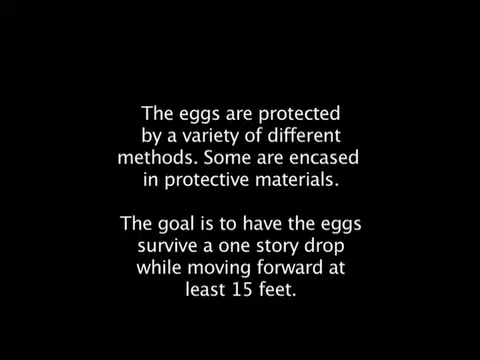 The eggs are protected
by a variety of different
methods. Some are encased
in protective materials.
The goal is to have the eggs
survive a one story drop
while moving forward at
least 15 feet.